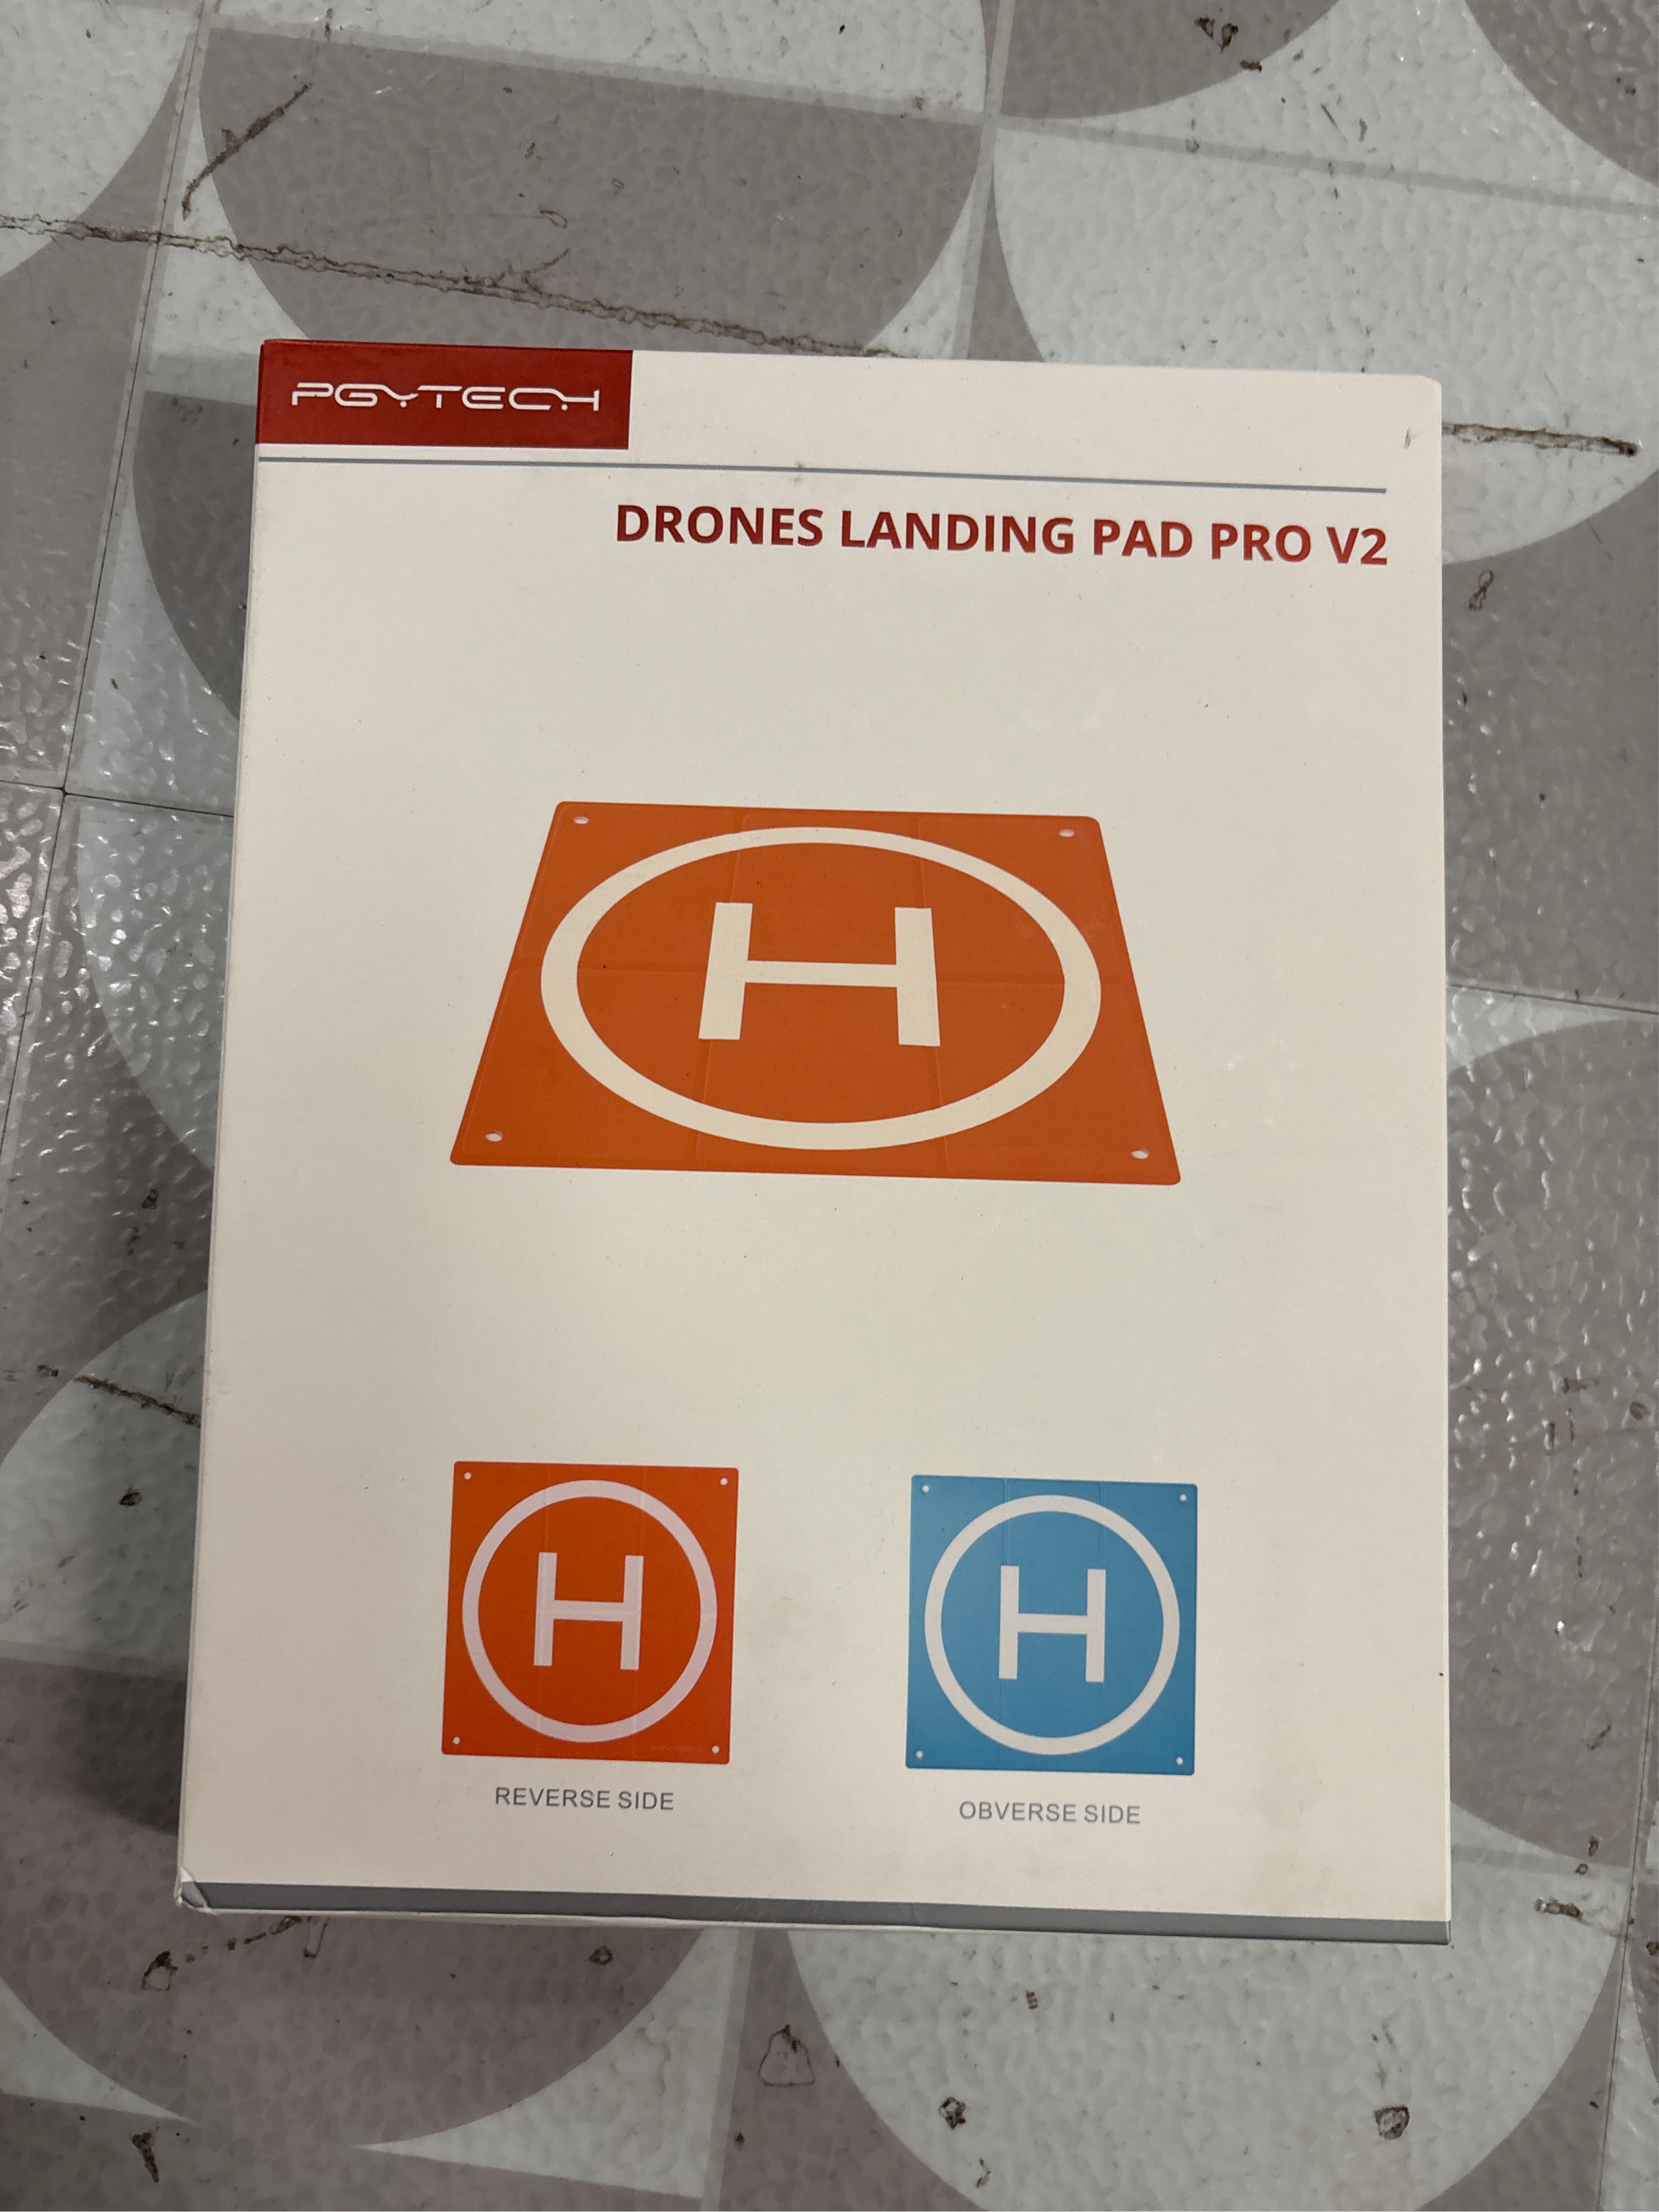 PGYTECH
DRONES LANDING PAD PRO V2
H
H
H
REVERSE SIDE
OBVERSE SIDE